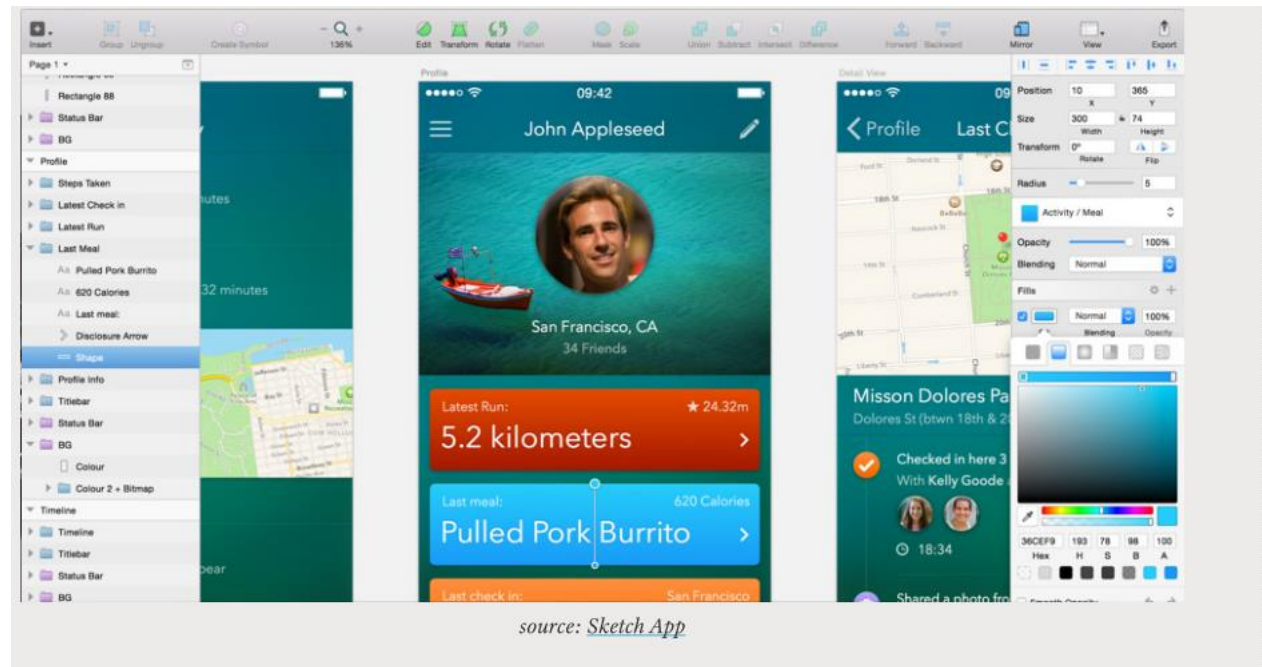 Insert Group Ungroup Create Symbol 136% Edit Transform Rotate Flatten Mask Scale Union Subtract Intersect Difference Forward Backward Mirror View Export
Page 1
Rectangle 88
Status Bar
BG
Profile
Steps Taken
Latest Check in
Latest Run
Last Meal
Aa Pulled Pork Burrito
Aa 620 Calories
Aa Last meal:
Disclosure Arrow
Shape
Profile Info
Titlebar
Status Bar
BG
Colour
Colour 2 + Bitmap
Timeline
Timeline
Titlebar
Status Bar
BG
32 minutes
Profile
09:42
John Appleseed
San Francisco, CA
34 Friends
Latest Run: 24.32m
5.2 kilometers
Last meal: 620 Calories
Pulled Pork Burrito
Last check in: San Francisco
Detail View
09
Profile Last C
Misson Dolores Pa
Dolores St (btwn 18th & 2
Checked in here 3
With Kelly Goode
18:34
Shared a photo fro
Position 10 365
X Y
Size 300 74
Width Height
Transform 0°
Rotate Flip
Radius 5
Activity / Meal
Opacity 100%
Blending Normal
Fills
Normal 100%
Blending Opacity
36CEF9 193 78 98 100
Hex H S B A
source: Sketch App